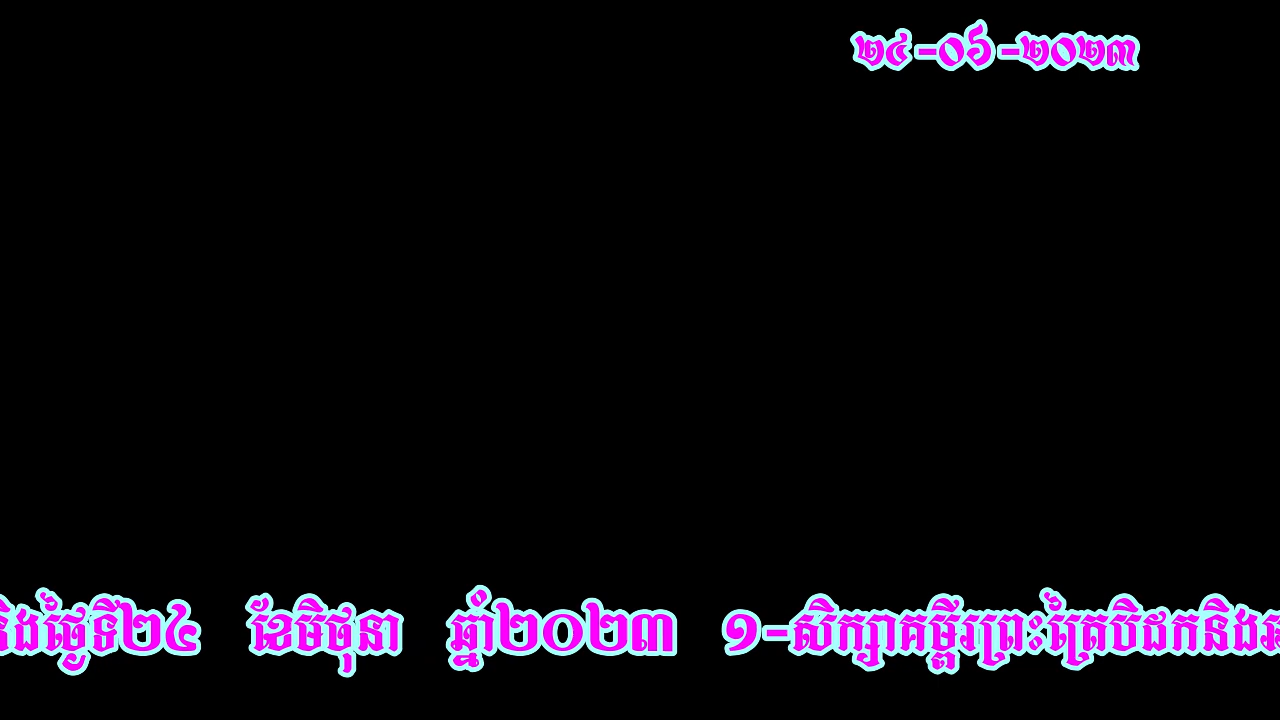 ២៤-០៦-២០២៣
និងថ្ងៃទី២៤ ខែមិថុនា ឆ្នាំ២០២៣ ១-សិក្សាគម្ពីរព្រះត្រៃបិដកនិង